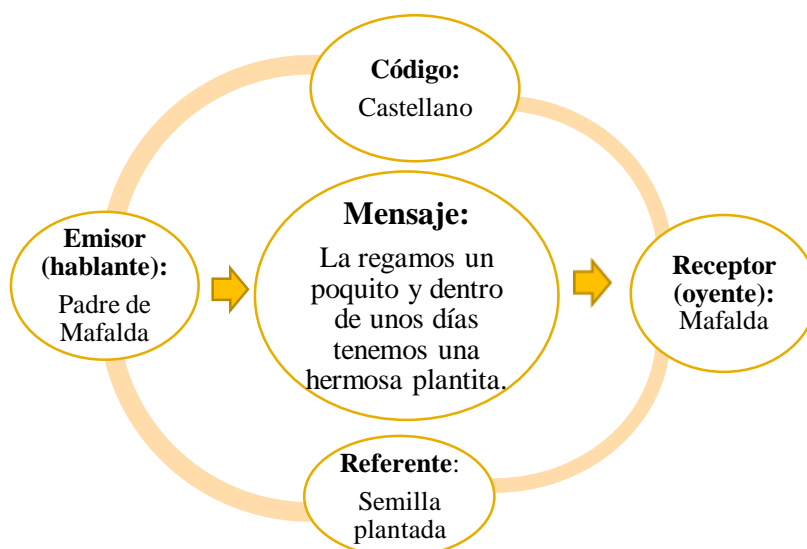 Código:
Castellano
Emisor
(hablante):
Padre de
Mafalda
Mensaje:
La regamos un
poquito y dentro
de unos días
tenemos una
hermosa plantita.
Receptor
(oyente):
Mafalda
Referente:
Semilla
plantada